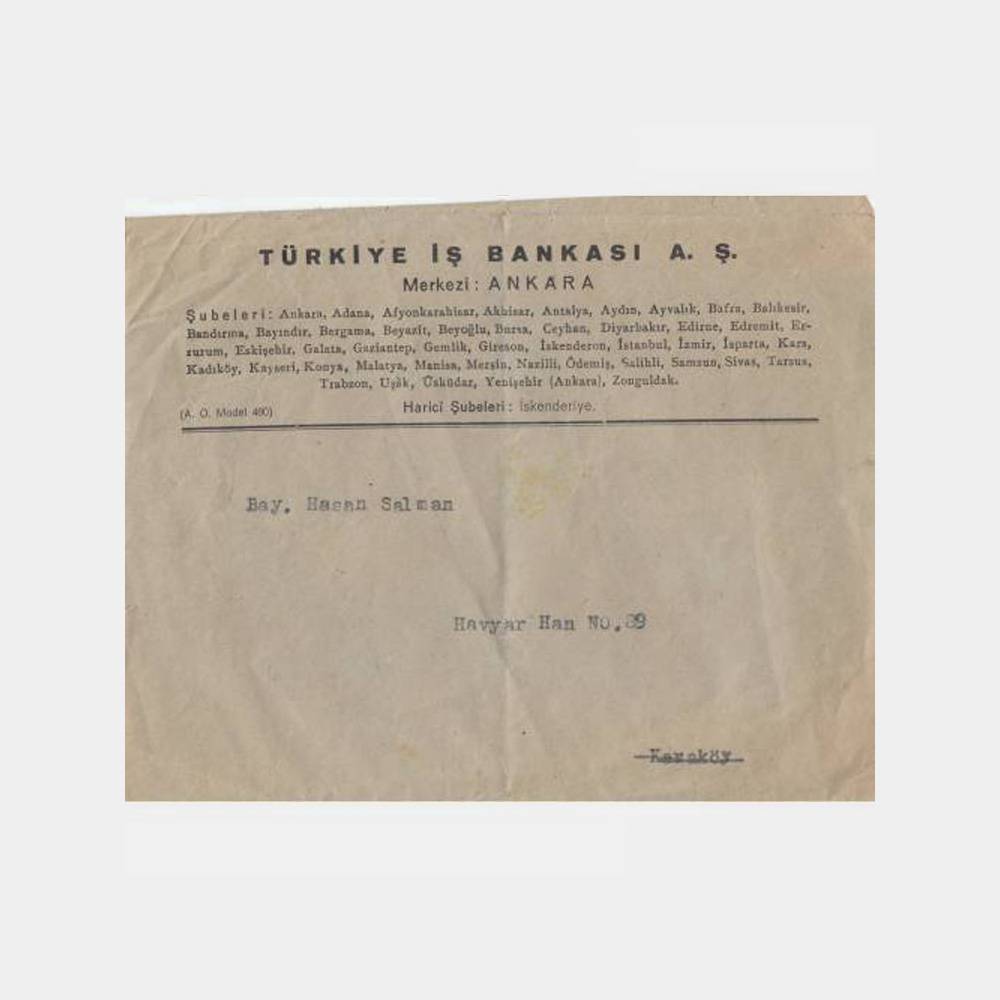 TÜRKİYE İŞ BANKASI A. Ş.
Merkezi: ANKARA
Şubeleri: Ankara, Adana, Afyonkarahisar, Akhisar, Antalya, Aydın, Ayvalık, Bafra, Balıkesir,
Bandırma, Bayındır, Bergama, Beyazit, Beyoğlu, Bursa, Ceyhan, Diyarbakır, Edirne, Edremit, Er-
zurum, Eskişehir, Galata, Gaziantep, Gemlik, Gireson, İskenderon, İstanbul, İzmir, Isparta, Kars,
Kadıköy, Kayseri, Konya, Malatya, Manisa, Mersin, Nazilli, Ödemiş, Salihli, Samsun, Sivas, Tarsus,
Trabzon, Uşak, Üsküdar, Yenişehir (Ankara), Zonguldak.
(A. O. Model 490)
Harici Şubeleri: İskenderiye.
Bay. Hasan Salman
Havyar Han No.
Karaköy